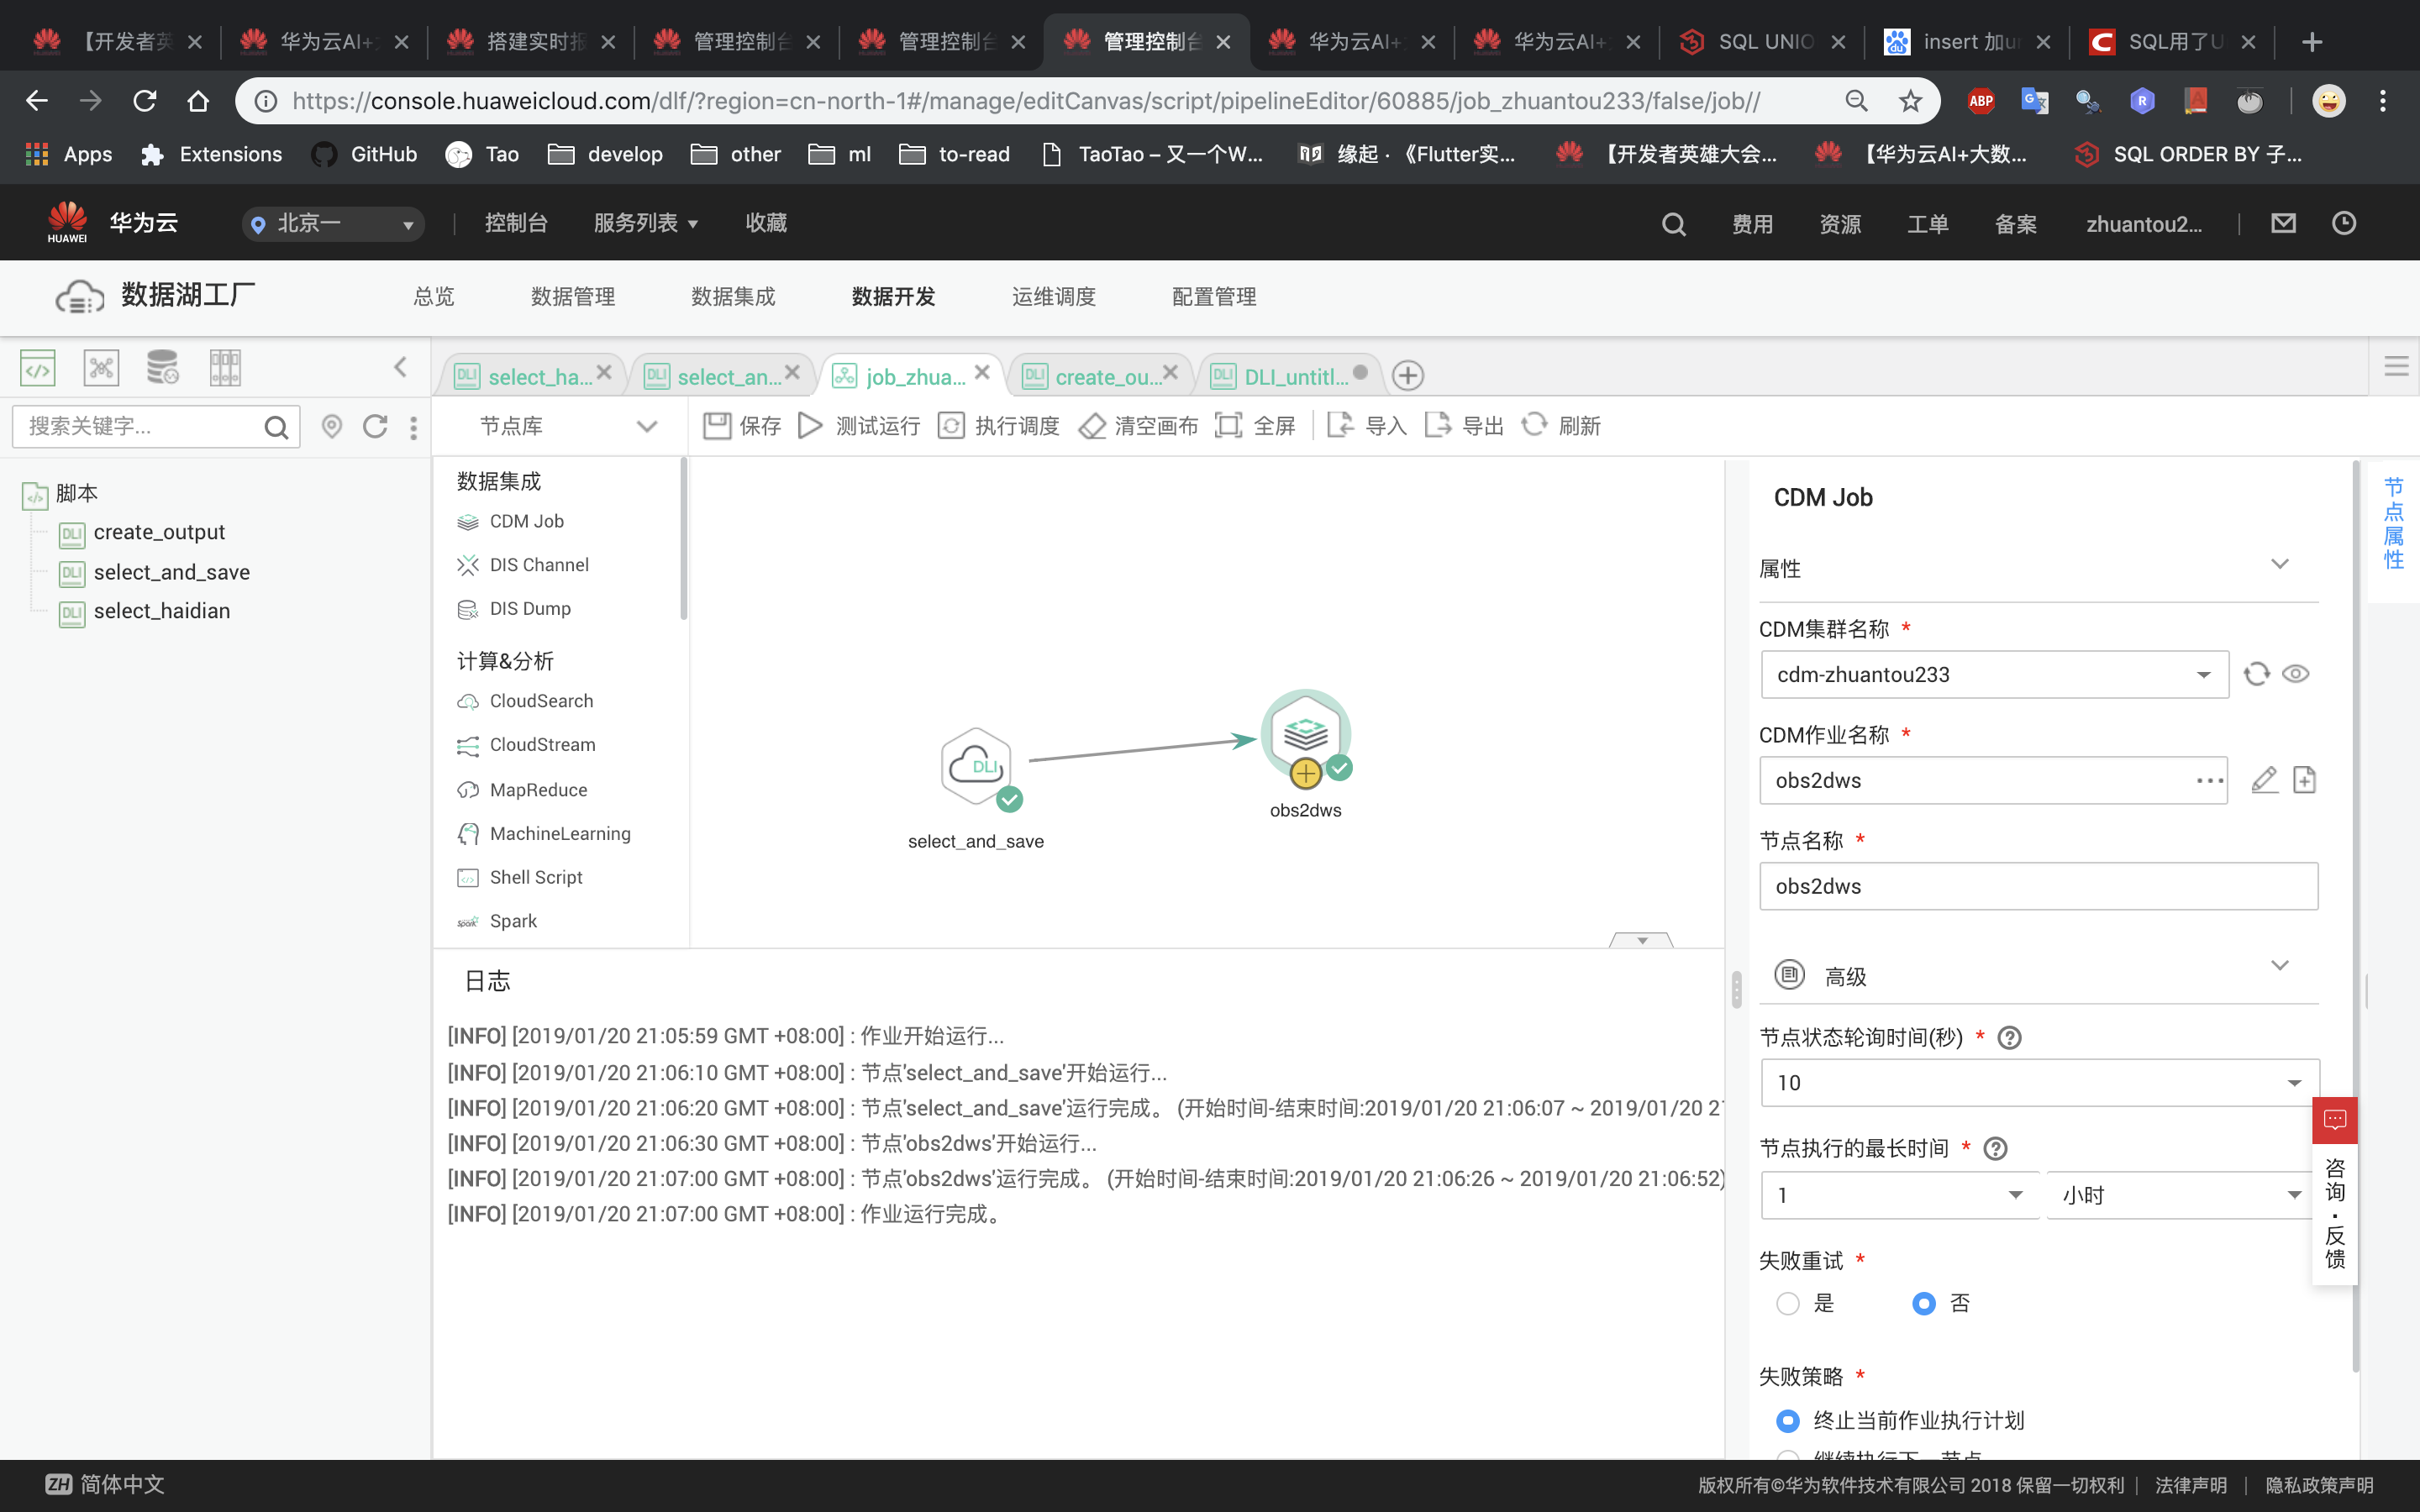 【开发者英
华为云AI+
搭建实时报
管理控制台
管理控制台
管理控制台
华为云AI+
华为云AI+
SQL UNIO
insert 加un
SQL用了U
https://console.huaweicloud.com/dlf/?region=cn-north-1#/manage/editCanvas/script/pipelineEditor/60885/job_zhuantou233/false/job//
ABP
Apps
Extensions
GitHub
Tao
develop
other
ml
to-read
TaoTao – 又一个W...
缘起 · 《Flutter实...
【开发者英雄大会...
【华为云AI+大数...
SQL ORDER BY 子...
HUAWEI
华为云
北京一
控制台
服务列表
收藏
费用
资源
工单
备案
zhuantou2...
数据湖工厂
总览
数据管理
数据集成
数据开发
运维调度
配置管理
DLI select_ha...
DLI select_an...
job_zhua...
DLI create_ou...
DLI DLI_untitl...
搜索关键字...
节点库
保存
测试运行
执行调度
清空画布
全屏
导入
导出
刷新
脚本
DLI create_output
DLI select_and_save
DLI select_haidian
数据集成
CDM Job
DIS Channel
DIS Dump
计算&分析
CloudSearch
CloudStream
MapReduce
MachineLearning
Shell Script
Spark
DLI
select_and_save
obs2dws
CDM Job
属性
CDM集群名称 *
cdm-zhuantou233
CDM作业名称 *
obs2dws
节点名称 *
obs2dws
高级
节点状态轮询时间(秒) *
10
节点执行的最长时间 *
1
小时
失败重试 *
是
否
失败策略 *
终止当前作业执行计划
继续执行下一节点
节点属性
咨询·反馈
日志
[INFO] [2019/01/20 21:05:59 GMT +08:00] : 作业开始运行...
[INFO] [2019/01/20 21:06:10 GMT +08:00] : 节点'select_and_save'开始运行...
[INFO] [2019/01/20 21:06:20 GMT +08:00] : 节点'select_and_save'运行完成。 (开始时间-结束时间:2019/01/20 21:06:07 ~ 2019/01/20 2
[INFO] [2019/01/20 21:06:30 GMT +08:00] : 节点'obs2dws'开始运行...
[INFO] [2019/01/20 21:07:00 GMT +08:00] : 节点'obs2dws'运行完成。 (开始时间-结束时间:2019/01/20 21:06:26 ~ 2019/01/20 21:06:52)
[INFO] [2019/01/20 21:07:00 GMT +08:00] : 作业运行完成。
ZH 简体中文
版权所有©华为软件技术有限公司 2018 保留一切权利 | 法律声明 | 隐私政策声明